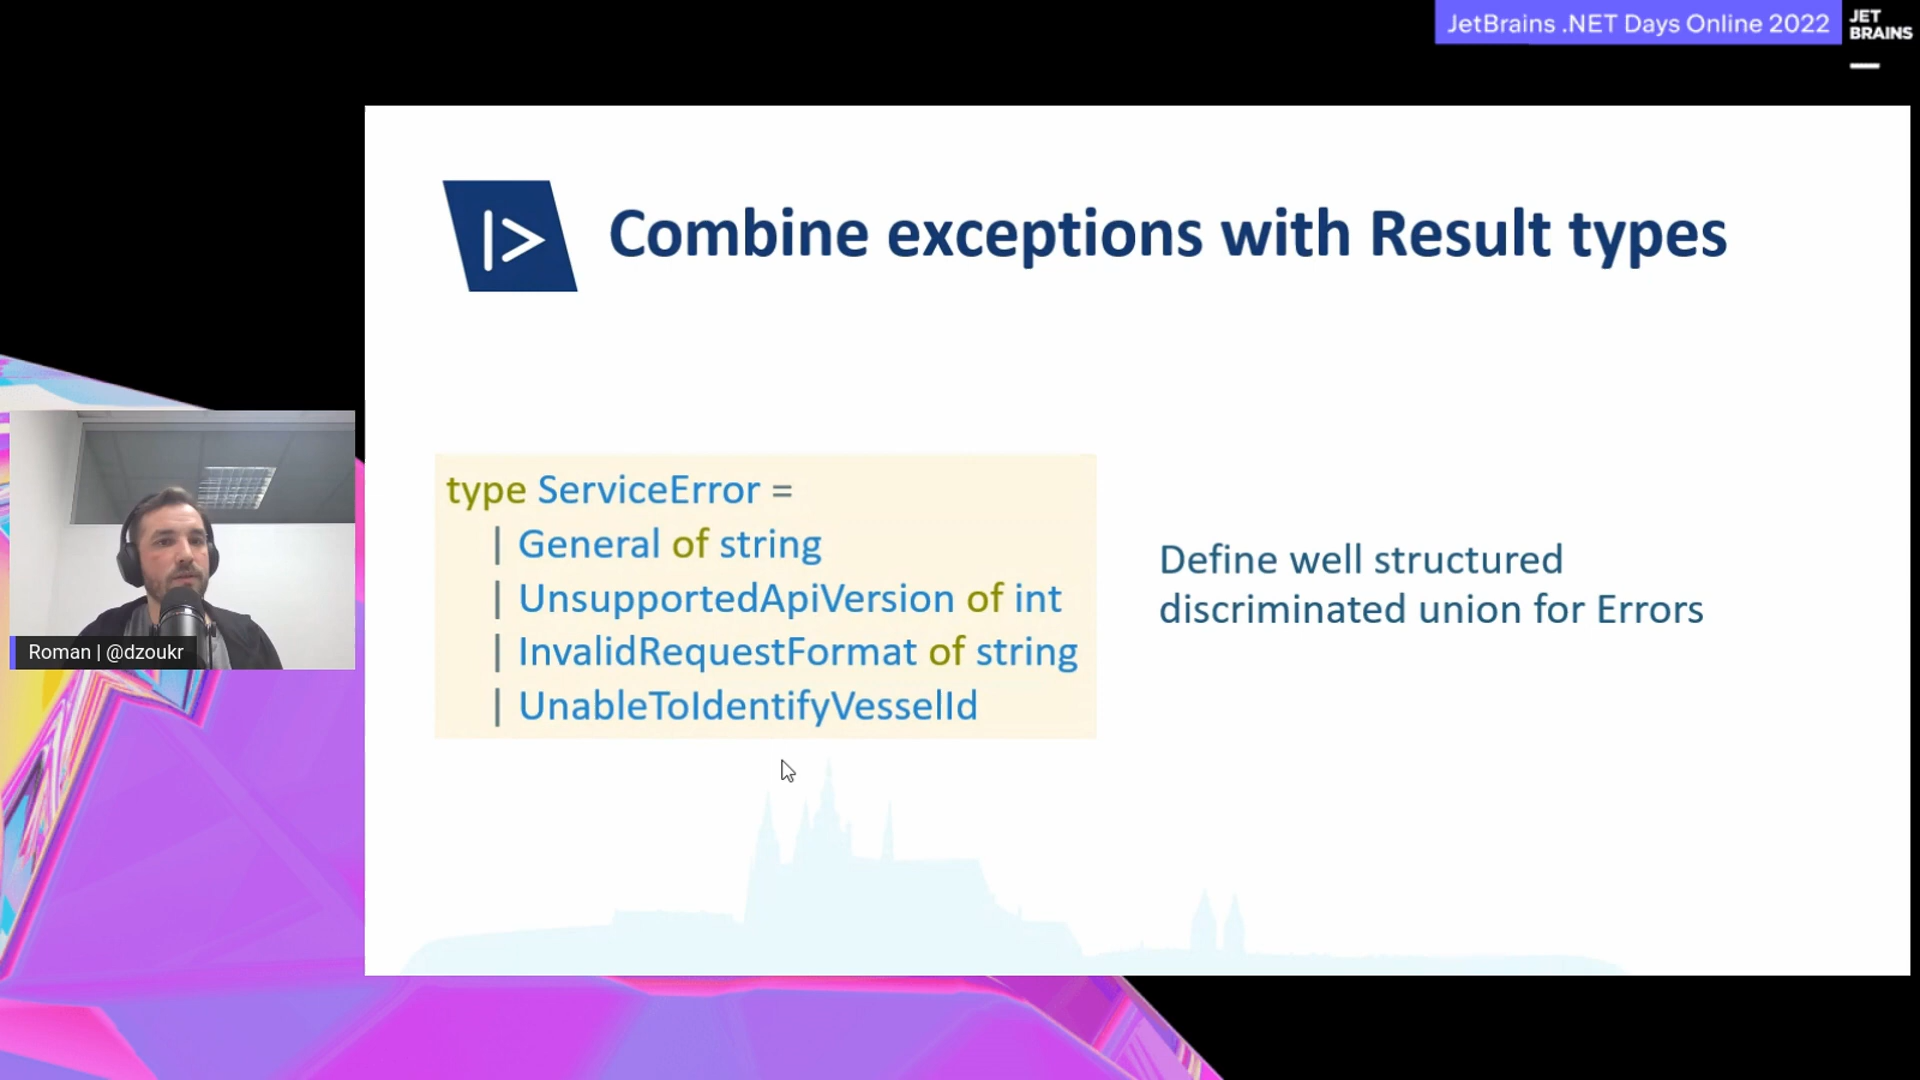 JetBrains .NET Days Online 2022
JET
BRAINS
|> Combine exceptions with Result types
type ServiceError =
| General of string
| UnsupportedApiVersion of int
| InvalidRequestFormat of string
| UnableToIdentifyVesselId
Define well structured
discriminated union for Errors
Roman | @dzoukr